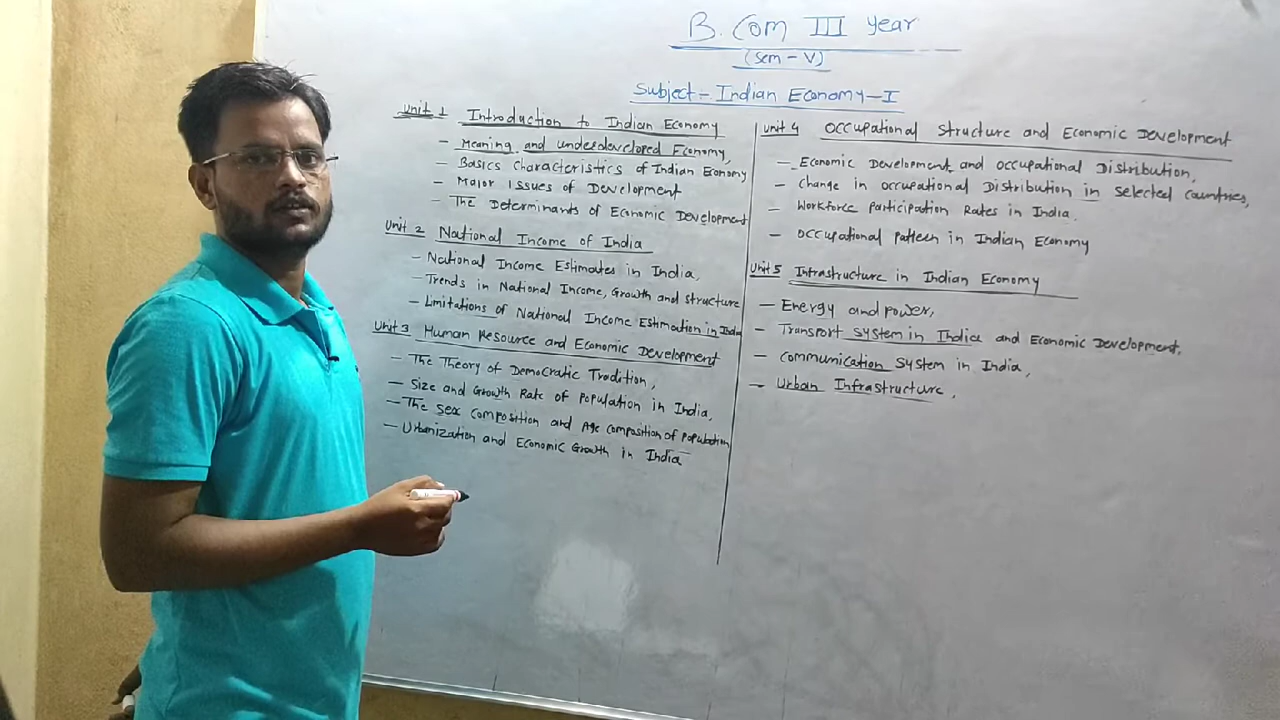 B.Com III Year
(Sem - V)
Subject - Indian Economy - I
Unit 1 Introduction to Indian Economy
- Meaning and underdeveloped Economy,
- Basics Characteristics of Indian Economy
- Major Issues of Development
- The Determinants of Economic Development
Unit 2 National Income of India
- National Income Estimates in India,
- Trends in National Income, Growth and structure
- Limitations of National Income Estimation in India
Unit 3 Human Resource and Economic Development
- The Theory of Democratic Tradition,
- Size and Growth Rate of Population in India,
- The sex composition and Age composition of population
- Urbanization and Economic Growth in India
Unit 4 Occupational Structure and Economic Development
- Economic Development and occupational Distribution,
- Change in occupational Distribution in selected countries,
- Workforce participation Rates in India.
- occupational patteen in Indian Economy
Unit 5 Infrastructure in Indian Economy
- Energy and power,
- Transport system in India and Economic Development,
- Communication System in India,
- Urban Infrastructure.